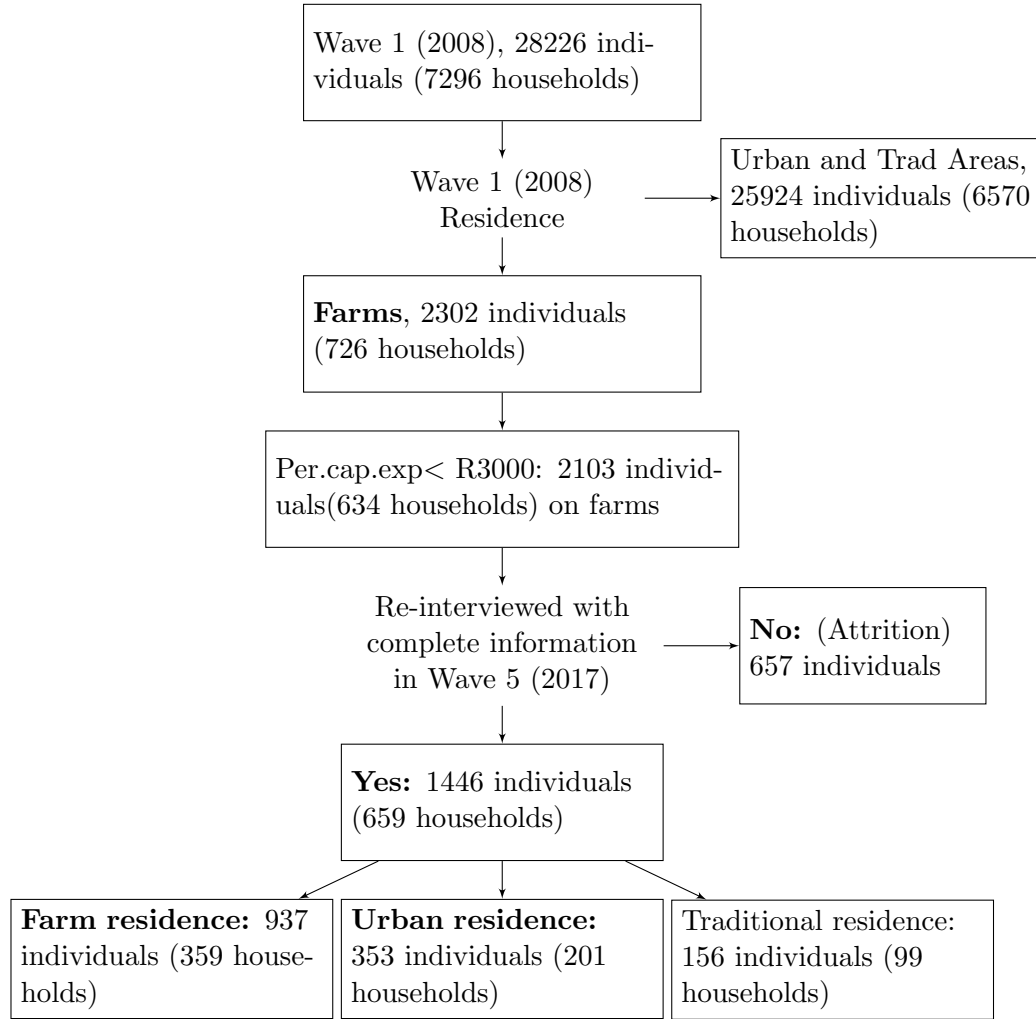 Wave 1 (2008), 28226 indi-
viduals (7296 households)
Wave 1 (2008)
Residence
Urban and Trad Areas,
25924 individuals (6570
households)
Farms, 2302 individuals
(726 households)
Per.cap.exp< R3000: 2103 individ-
uals(634 households) on farms
Re-interviewed with
complete information
in Wave 5 (2017)
No: (Attrition)
657 individuals
Yes: 1446 individuals
(659 households)
Farm residence: 937
individuals (359 house-
holds)
Urban residence:
353 individuals (201
households)
Traditional residence:
156 individuals (99
households)